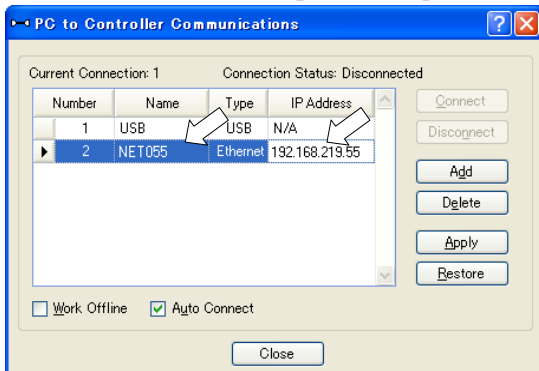 PC to Controller Communications
Current Connection: 1 Connection Status: Disconnected
Number Name Type IP Address
1 USB USB N/A
2 NET055 Ethernet 192.168.219.55
Connect
Disconnect
Add
Delete
Apply
Restore
Work Offline Auto Connect
Close